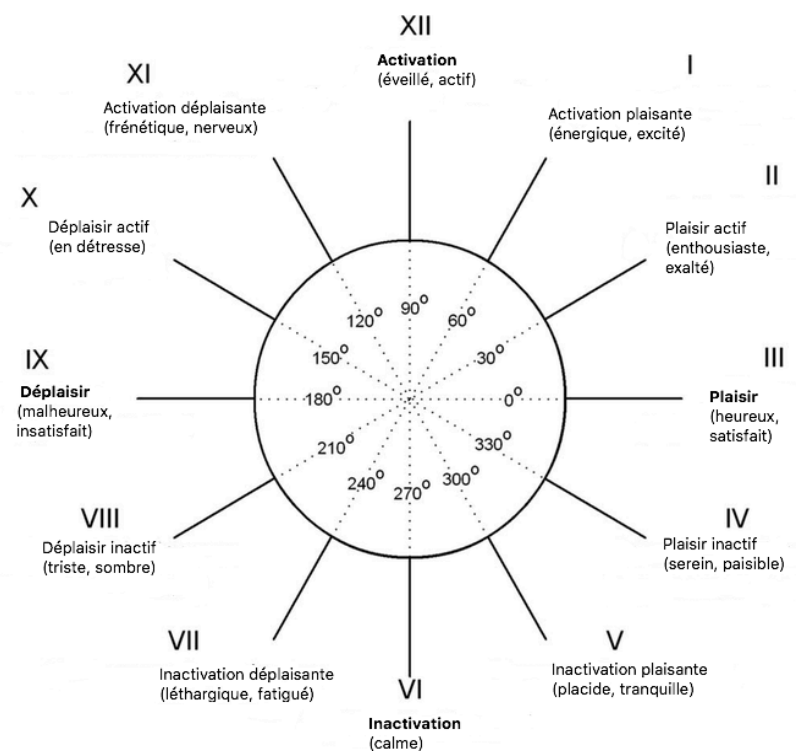 XII
Activation
(éveillé, actif)
I
Activation plaisante
(énergique, excité)
II
Plaisir actif
(enthousiaste,
exalté)
III
Plaisir
(heureux,
satisfait)
IV
Plaisir inactif
(serein, paisible)
V
Inactivation plaisante
(placide, tranquille)
VI
Inactivation
(calme)
VII
Inactivation déplaisante
(léthargique, fatigué)
VIII
Déplaisir inactif
(triste, sombre)
IX
Déplaisir
(malheureux,
insatisfait)
X
Déplaisir actif
(en détresse)
XI
Activation déplaisante
(frénétique, nerveux)
90°
60°
30°
0°
330°
300°
270°
240°
210°
180°
150°
120°